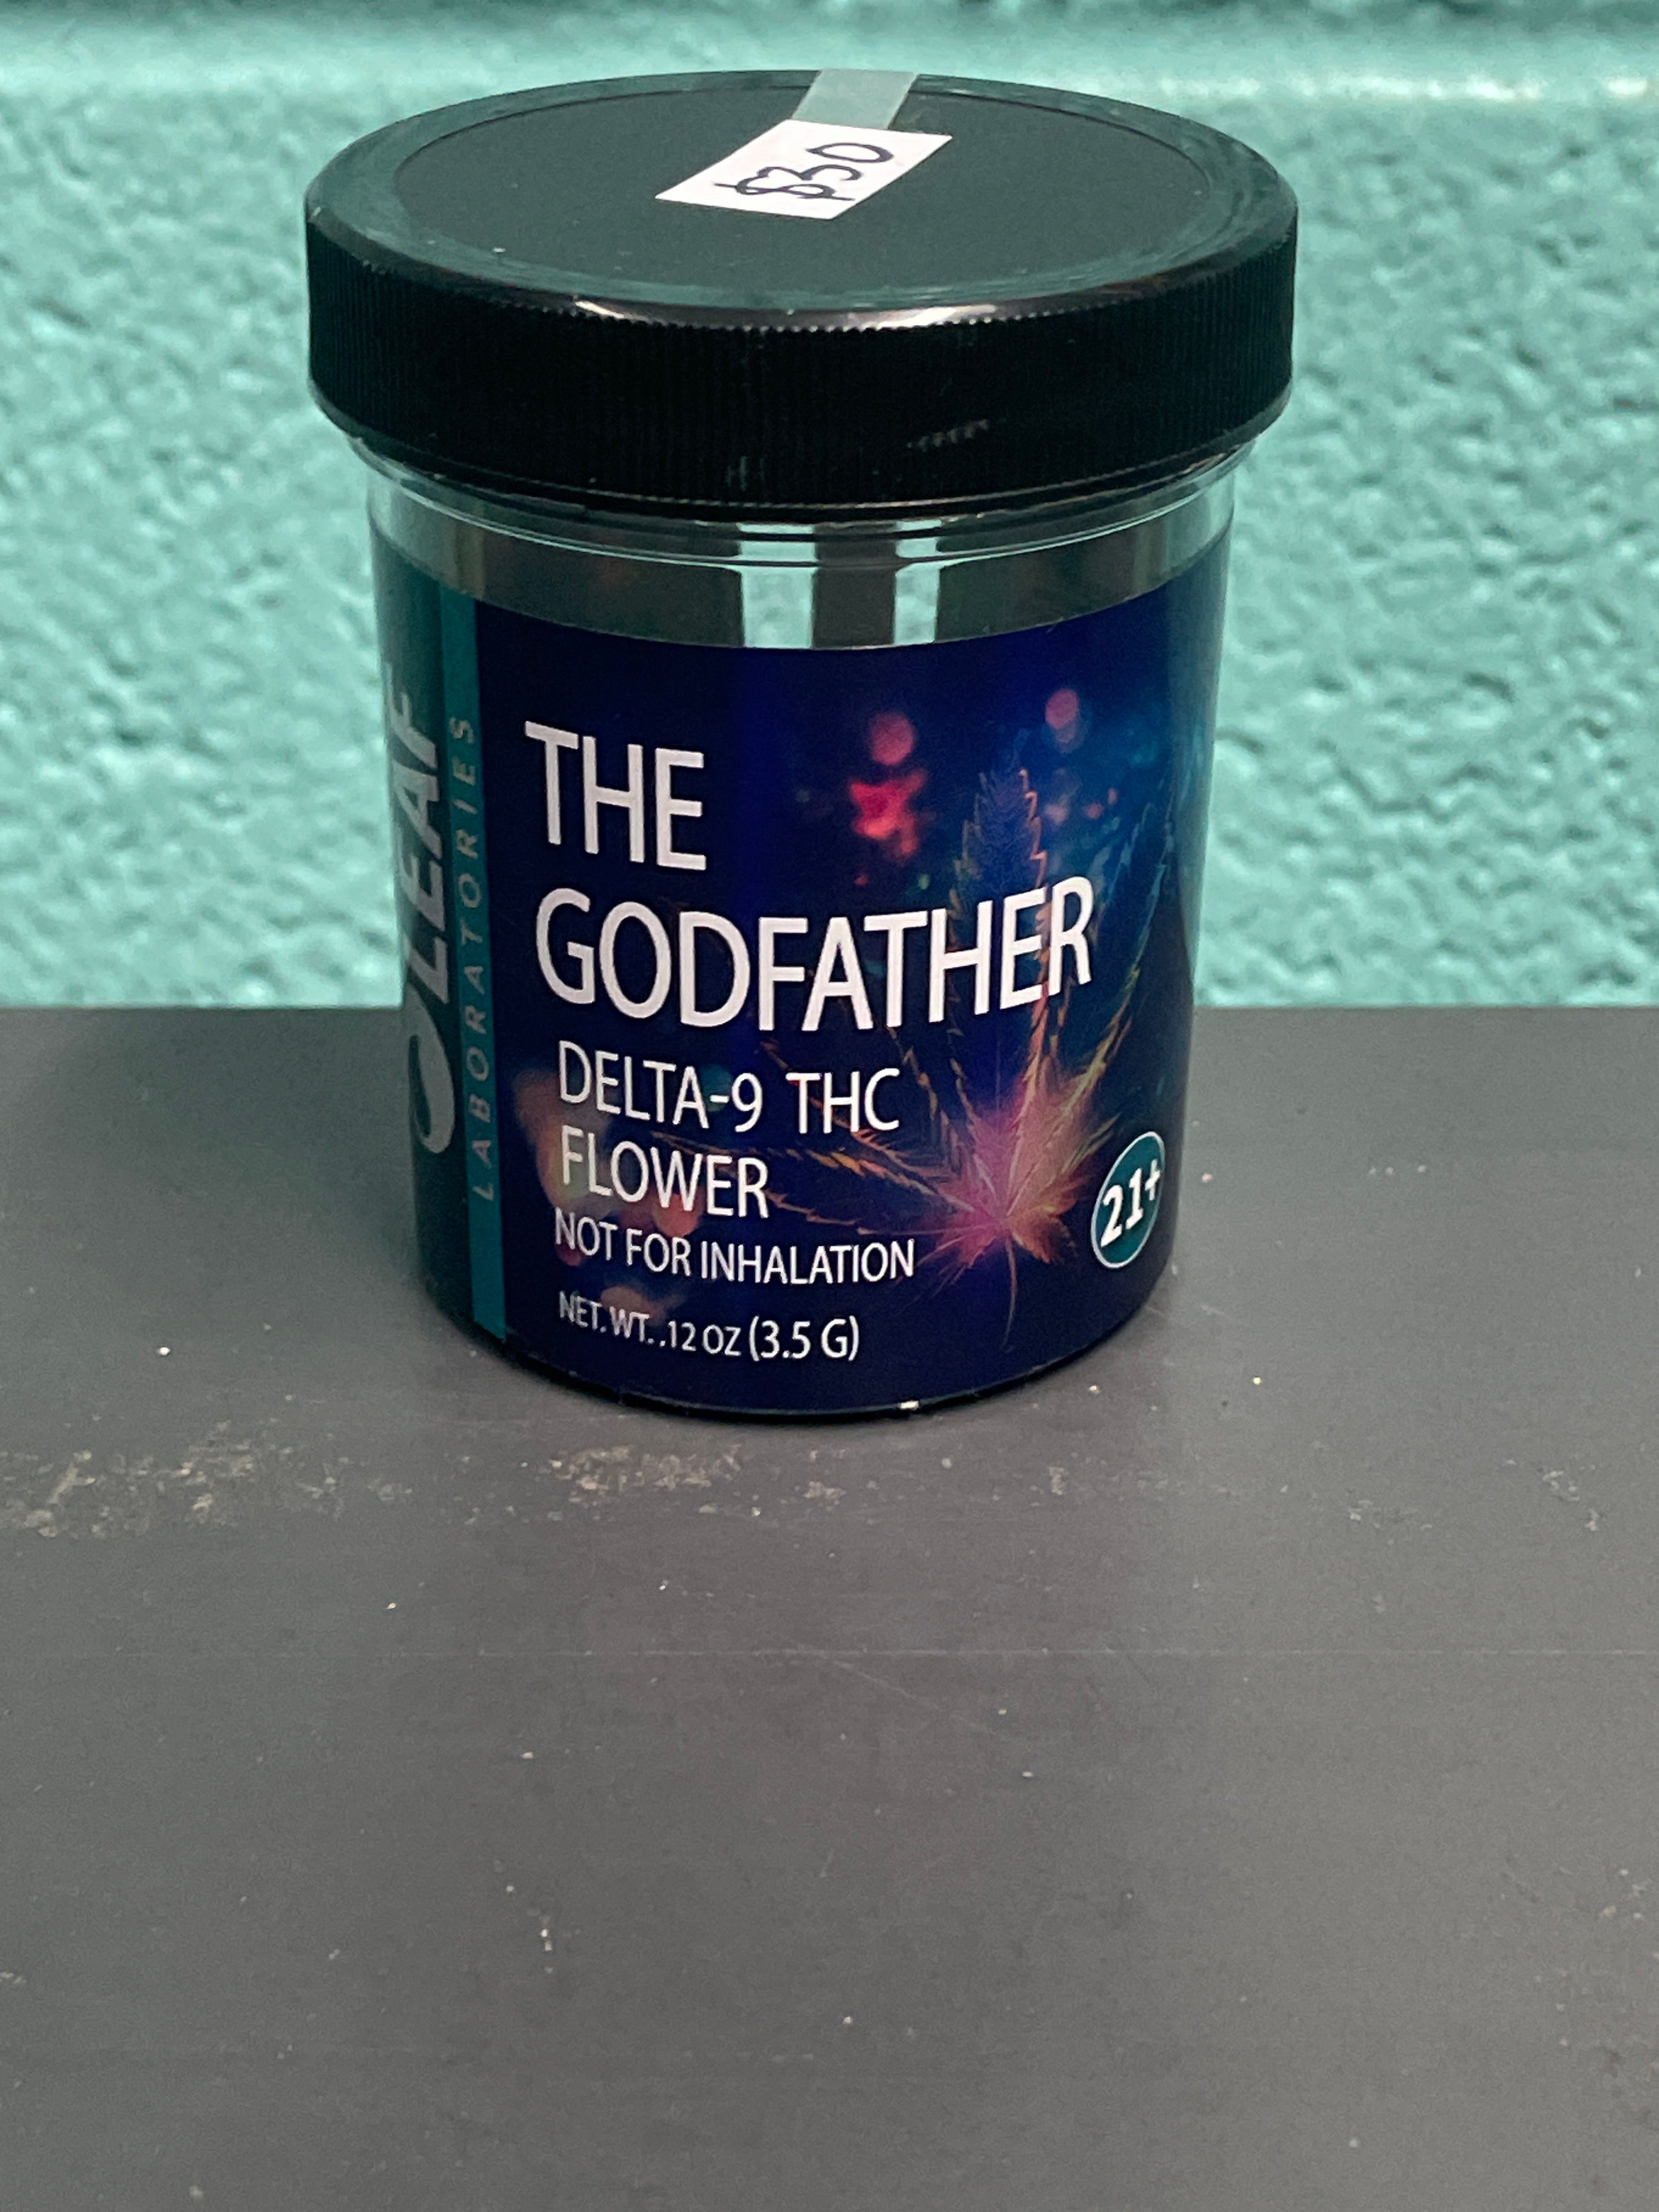 $30
LEAF
LABORATORIES
THE
GODFATHER
DELTA-9 THC
FLOWER
NOT FOR INHALATION
NET. WT. .12 OZ (3.5 G)
21+